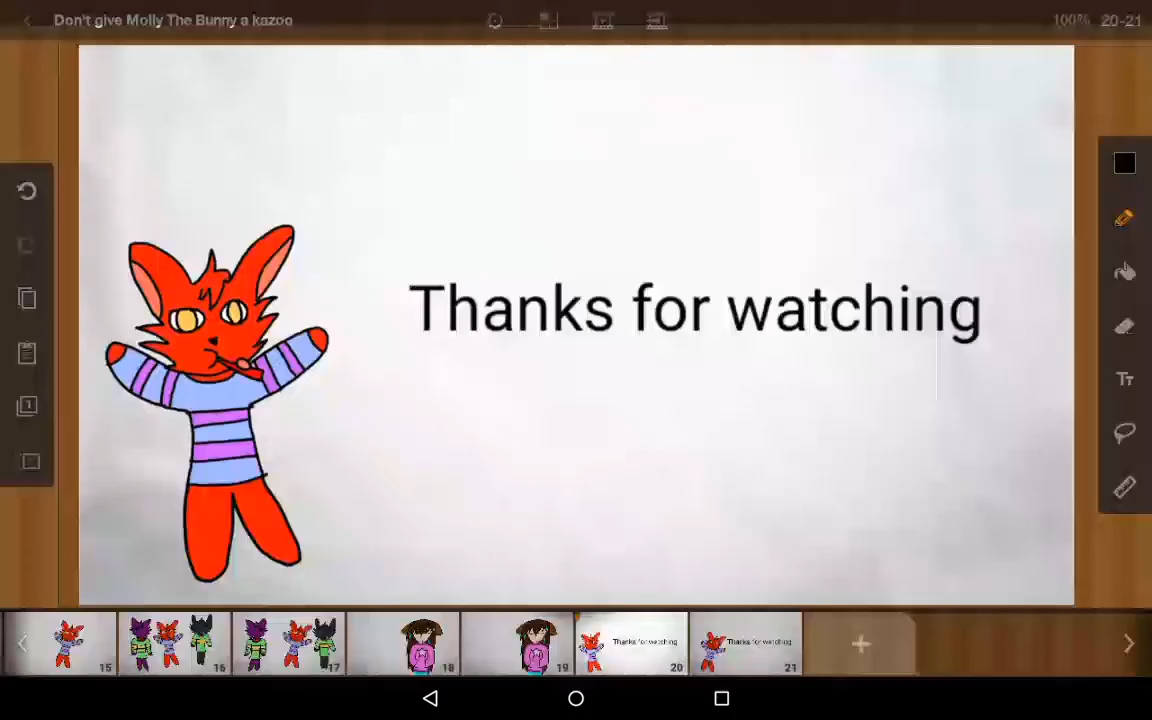 Don't give Molly The Bunny a kazoo
100% 20-21
Thanks for watching
15
16
17
18
19
Thanks for watching
20
Thanks for watching
21